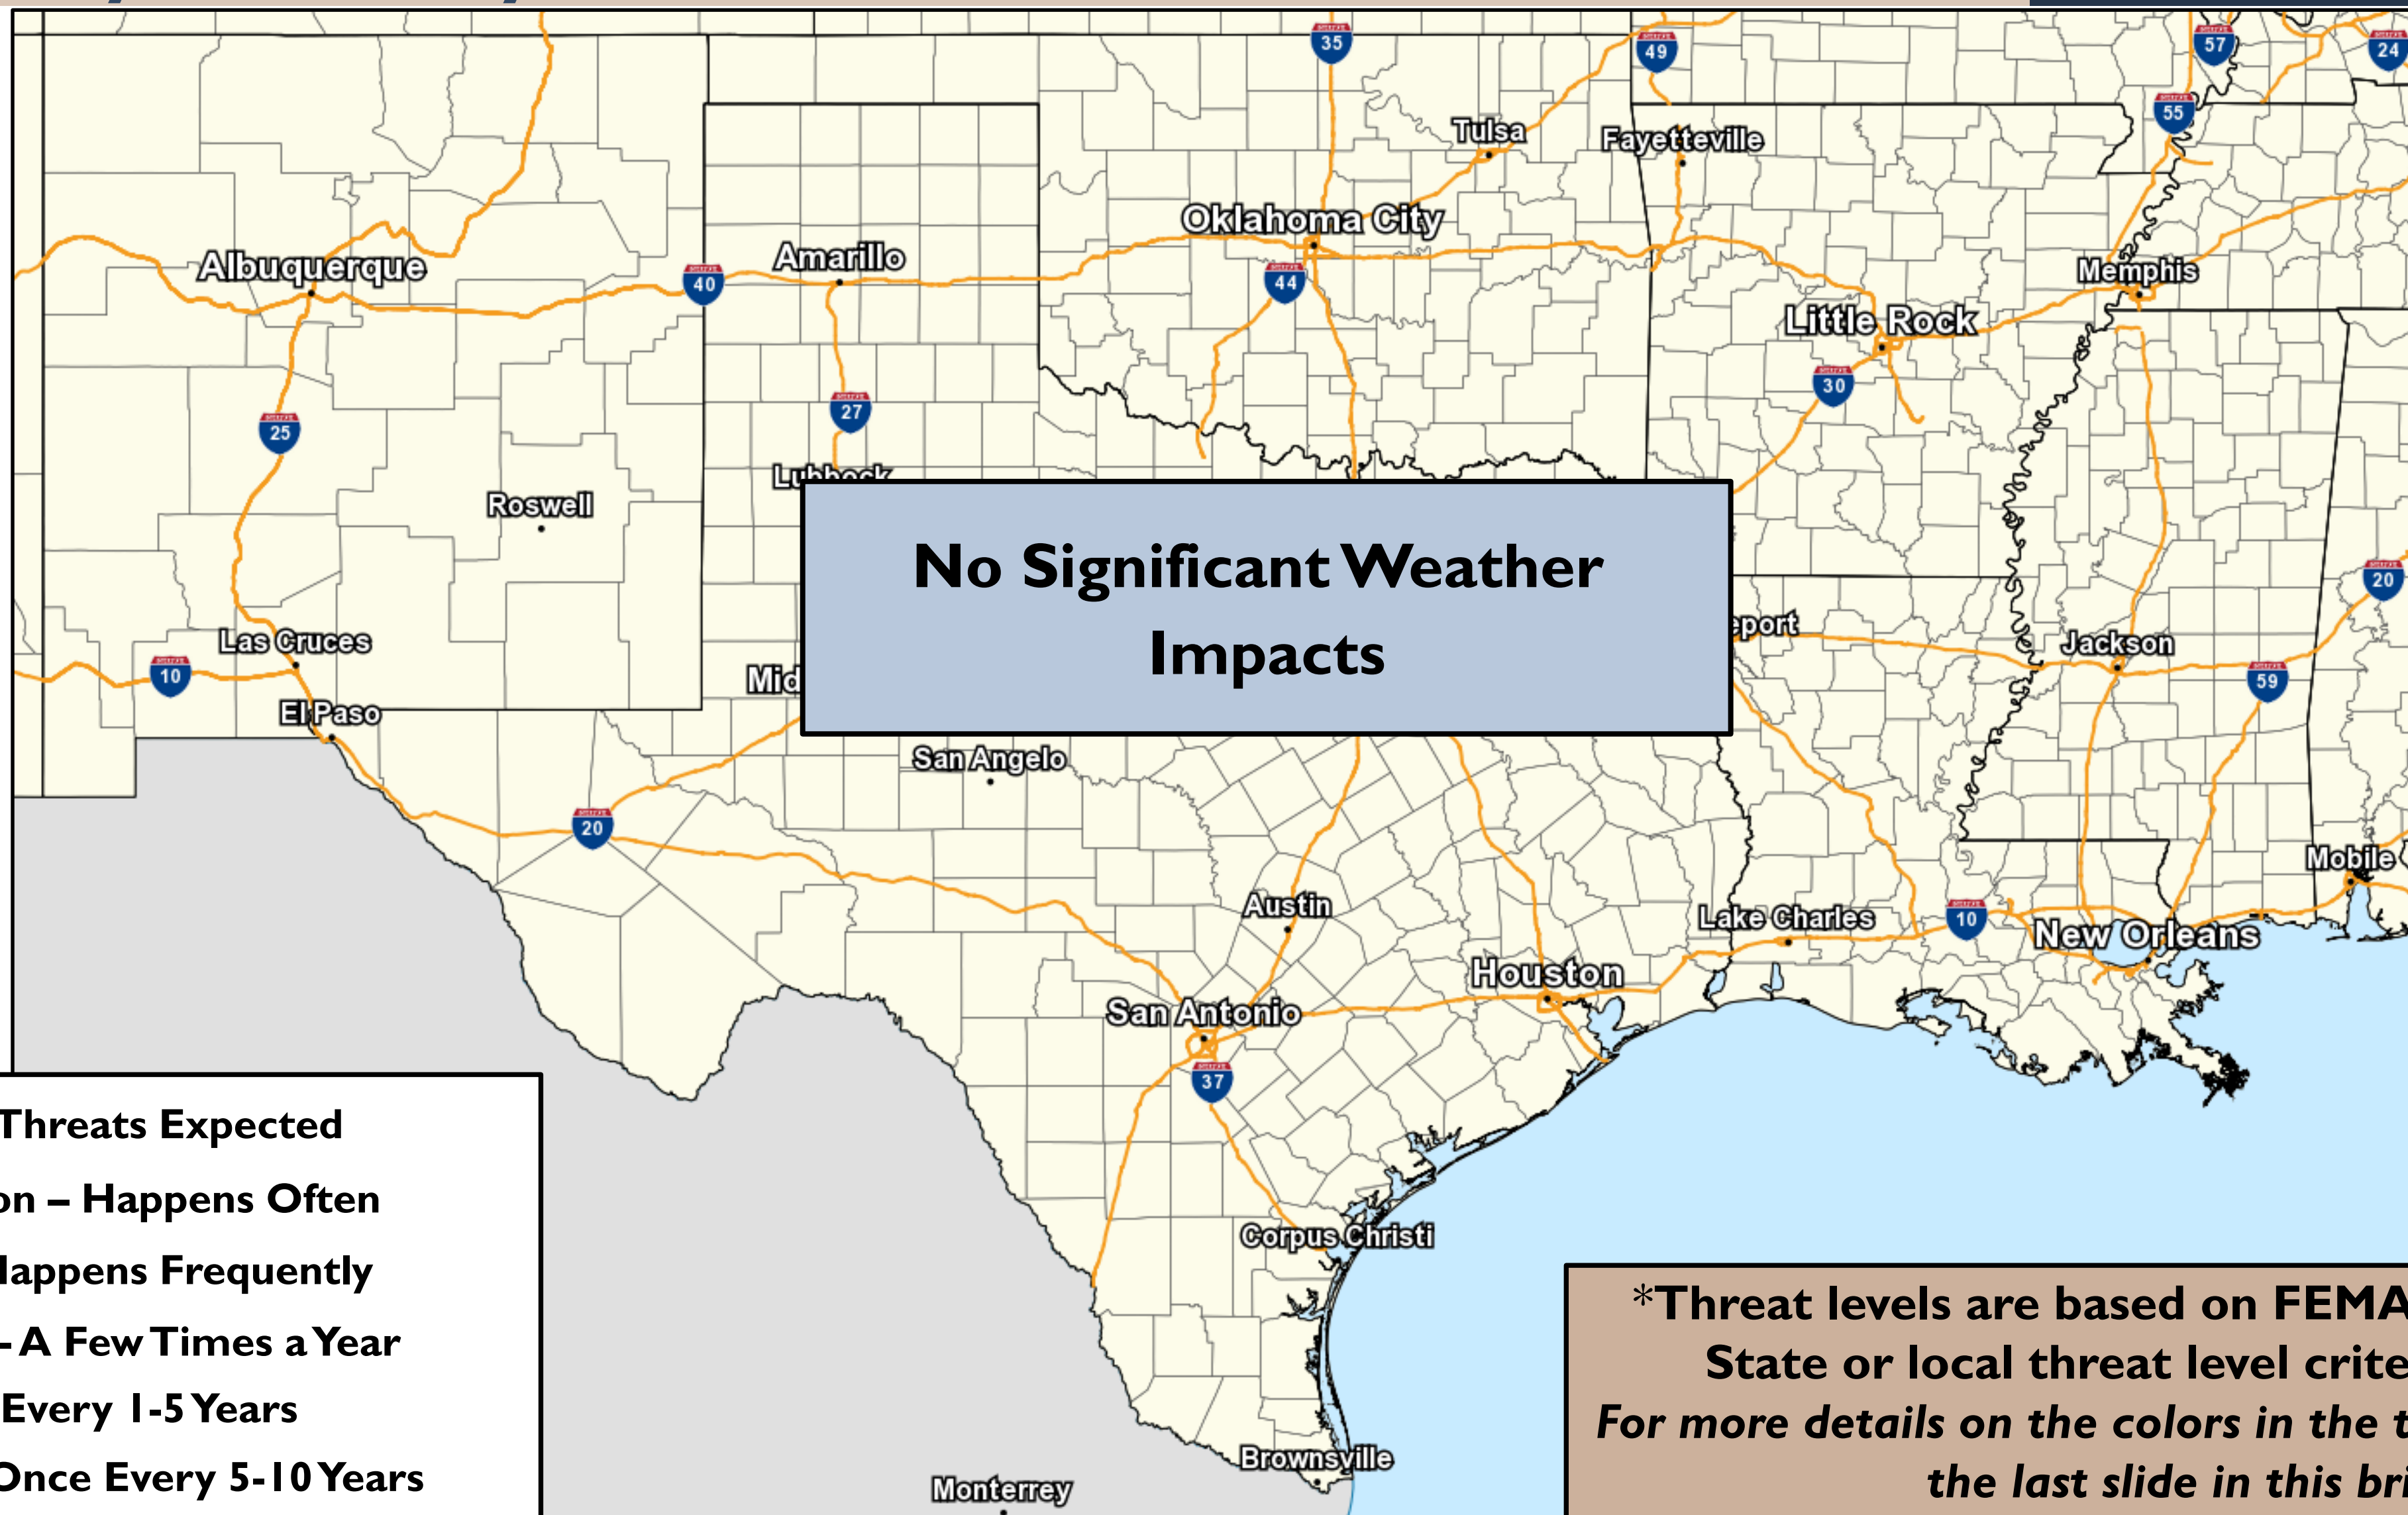 35
49
57
24
55
Tulsa
Fayetteville
Oklahoma City
Albuquerque
Amarillo
40
44
Memphis
Little Rock
30
27
25
Lubbock
Roswell
No Significant Weather
Impacts
20
Las Cruces
10
El Paso
Jackson
59
San Angelo
20
Mobile
Austin
Lake Charles
10
New Orleans
Houston
San Antonio
37
Corpus Christi
Brownsville
Monterrey
Threats Expected
– Happens Often
Happens Frequently
- A Few Times a Year
Every 1-5 Years
Once Every 5-10 Years
*Threat levels are based on FEMA
State or local threat level
For more details on the colors in the
the last slide in this